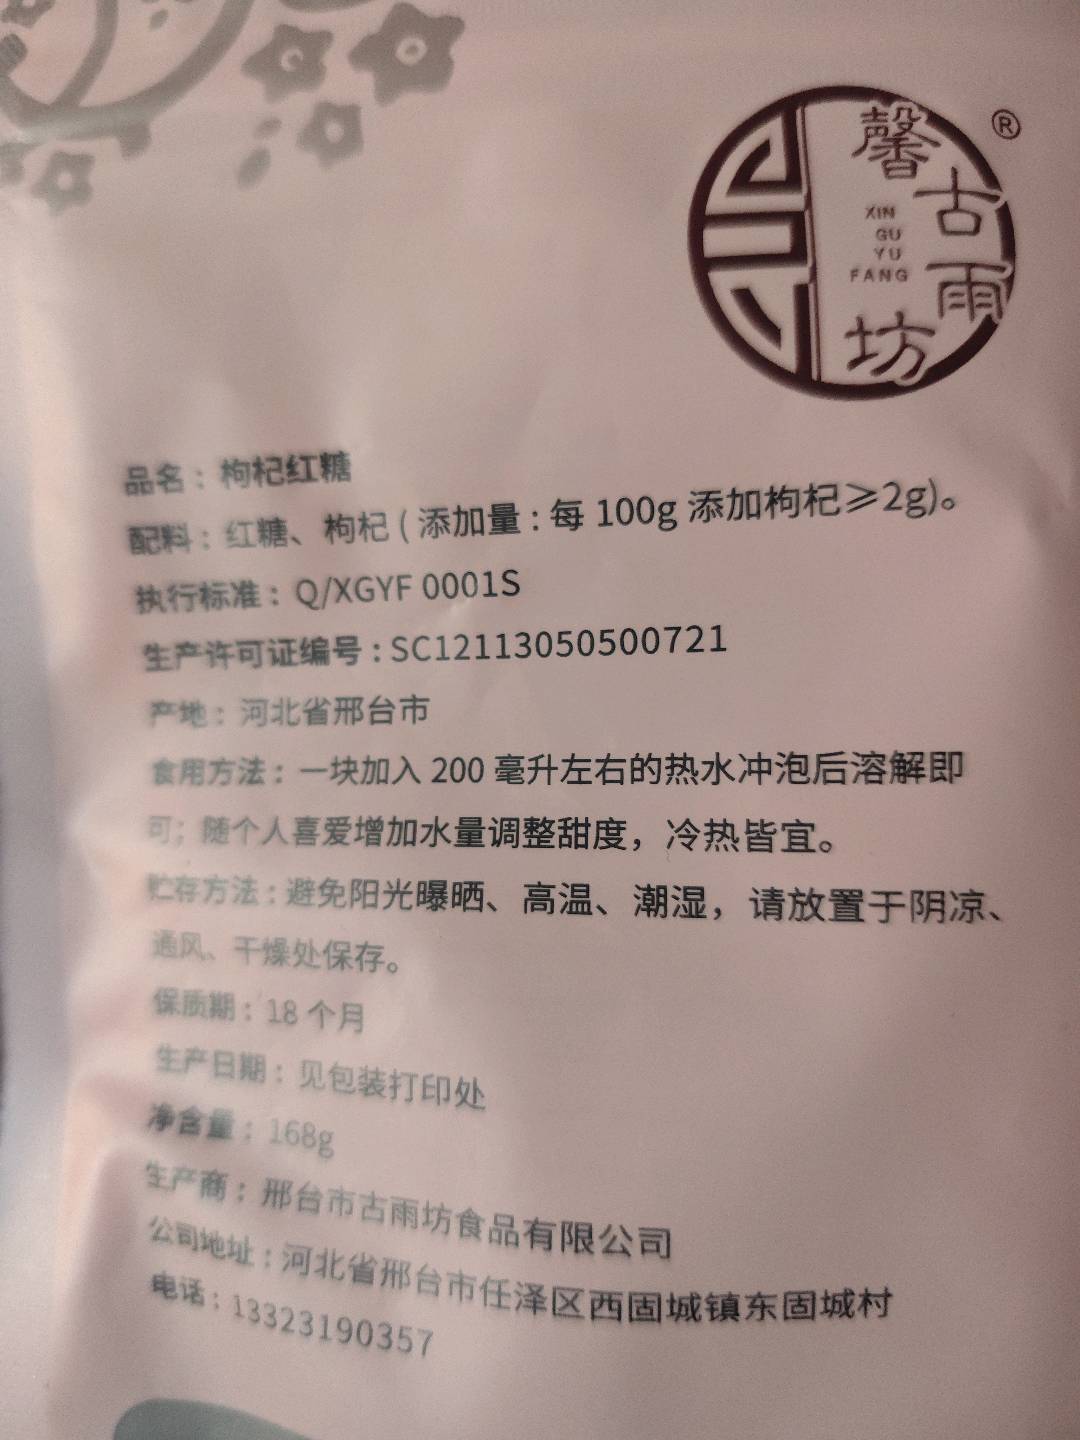 馨古雨坊
®
XIN
GU
YU
FANG
品名：枸杞红糖
配料：红糖、枸杞（添加量：每 100g 添加枸杞≥2g)。
执行标准：Q/XGYF 0001S
生产许可证编号：SC12113050500721
产地：河北省邢台市
食用方法：一块加入 200 毫升左右的热水冲泡后溶解即
可；随个人喜爱增加水量调整甜度，冷热皆宜。
贮存方法：避免阳光曝晒、高温、潮湿，请放置于阴凉、
通风、干燥处保存。
保质期：18 个月
生产日期：见包装打印处
净含量：168g
生产商：邢台市古雨坊食品有限公司
公司地址：河北省邢台市任泽区西固城镇东固城村
电话：13323190357